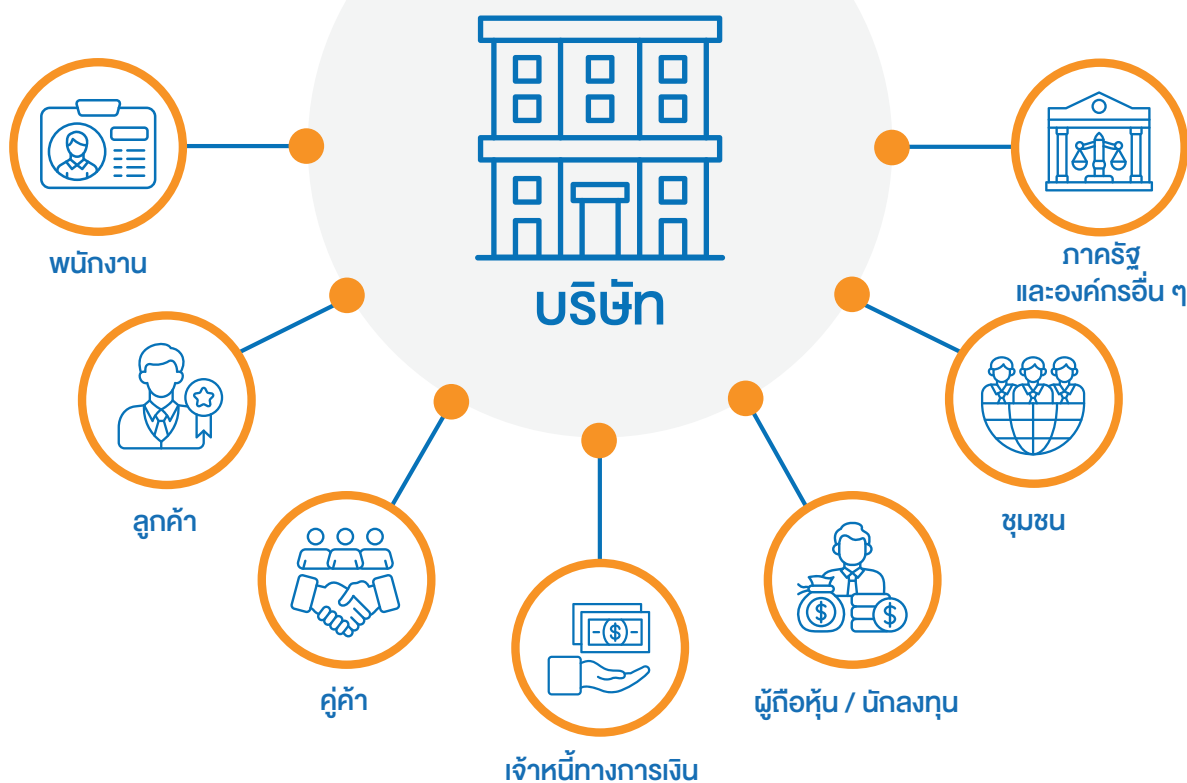 บริษัท
พนักงาน
ลูกค้า
คู่ค้า
เจ้าหนี้ทางการเงิน
ผู้ถือหุ้น / นักลงทุน
ชุมชน
ภาครัฐ
และองค์กรอื่น ๆ